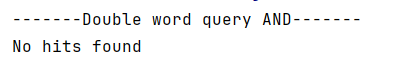 -------Double word query AND-------
No hits found